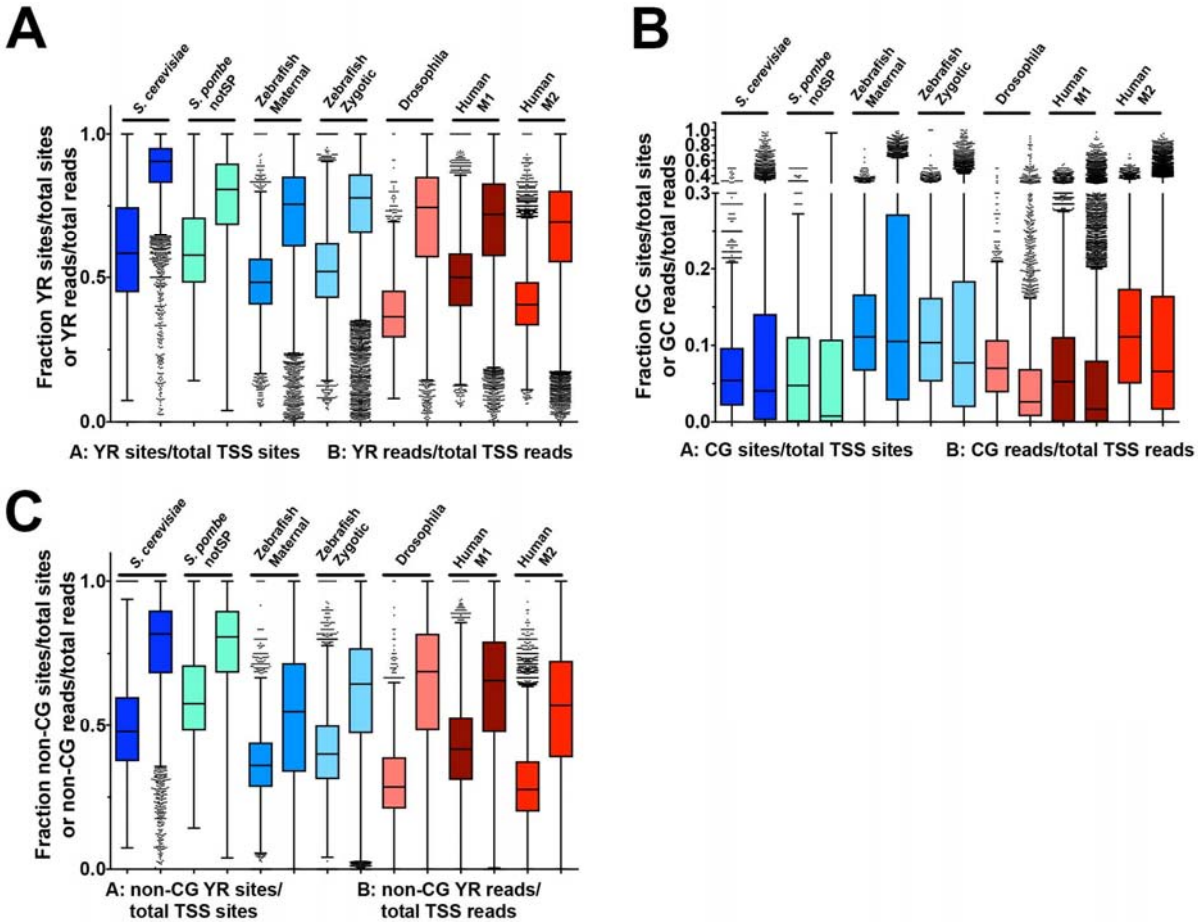 A
S. cerevisiae
S. pombe
notSP
Zebrafish
Maternal
Zebrafish
Zygotic
Drosophila
Human
M1
Human
M2
Fraction YR sites/total sites
or YR reads/total reads
1.0
0.5
0.0
A: YR sites/total TSS sites
B: YR reads/total TSS reads
B
S. cerevisiae
S. pombe
notSP
Zebrafish
Maternal
Zebrafish
Zygotic
Drosophila
Human
M1
Human
M2
Fraction GC sites/total sites
or GC reads/total reads
1.0
0.8
0.6
0.4
0.3
0.2
0.1
0.0
A: CG sites/total TSS sites
B: CG reads/total TSS reads
C
S. cerevisiae
S. pombe
notSP
Zebrafish
Maternal
Zebrafish
Zygotic
Drosophila
Human
M1
Human
M2
Fraction non-CG sites/total sites
or non-CG reads/total reads
1.0
0.5
0.0
A: non-CG YR sites/
total TSS sites
B: non-CG YR reads/
total TSS reads